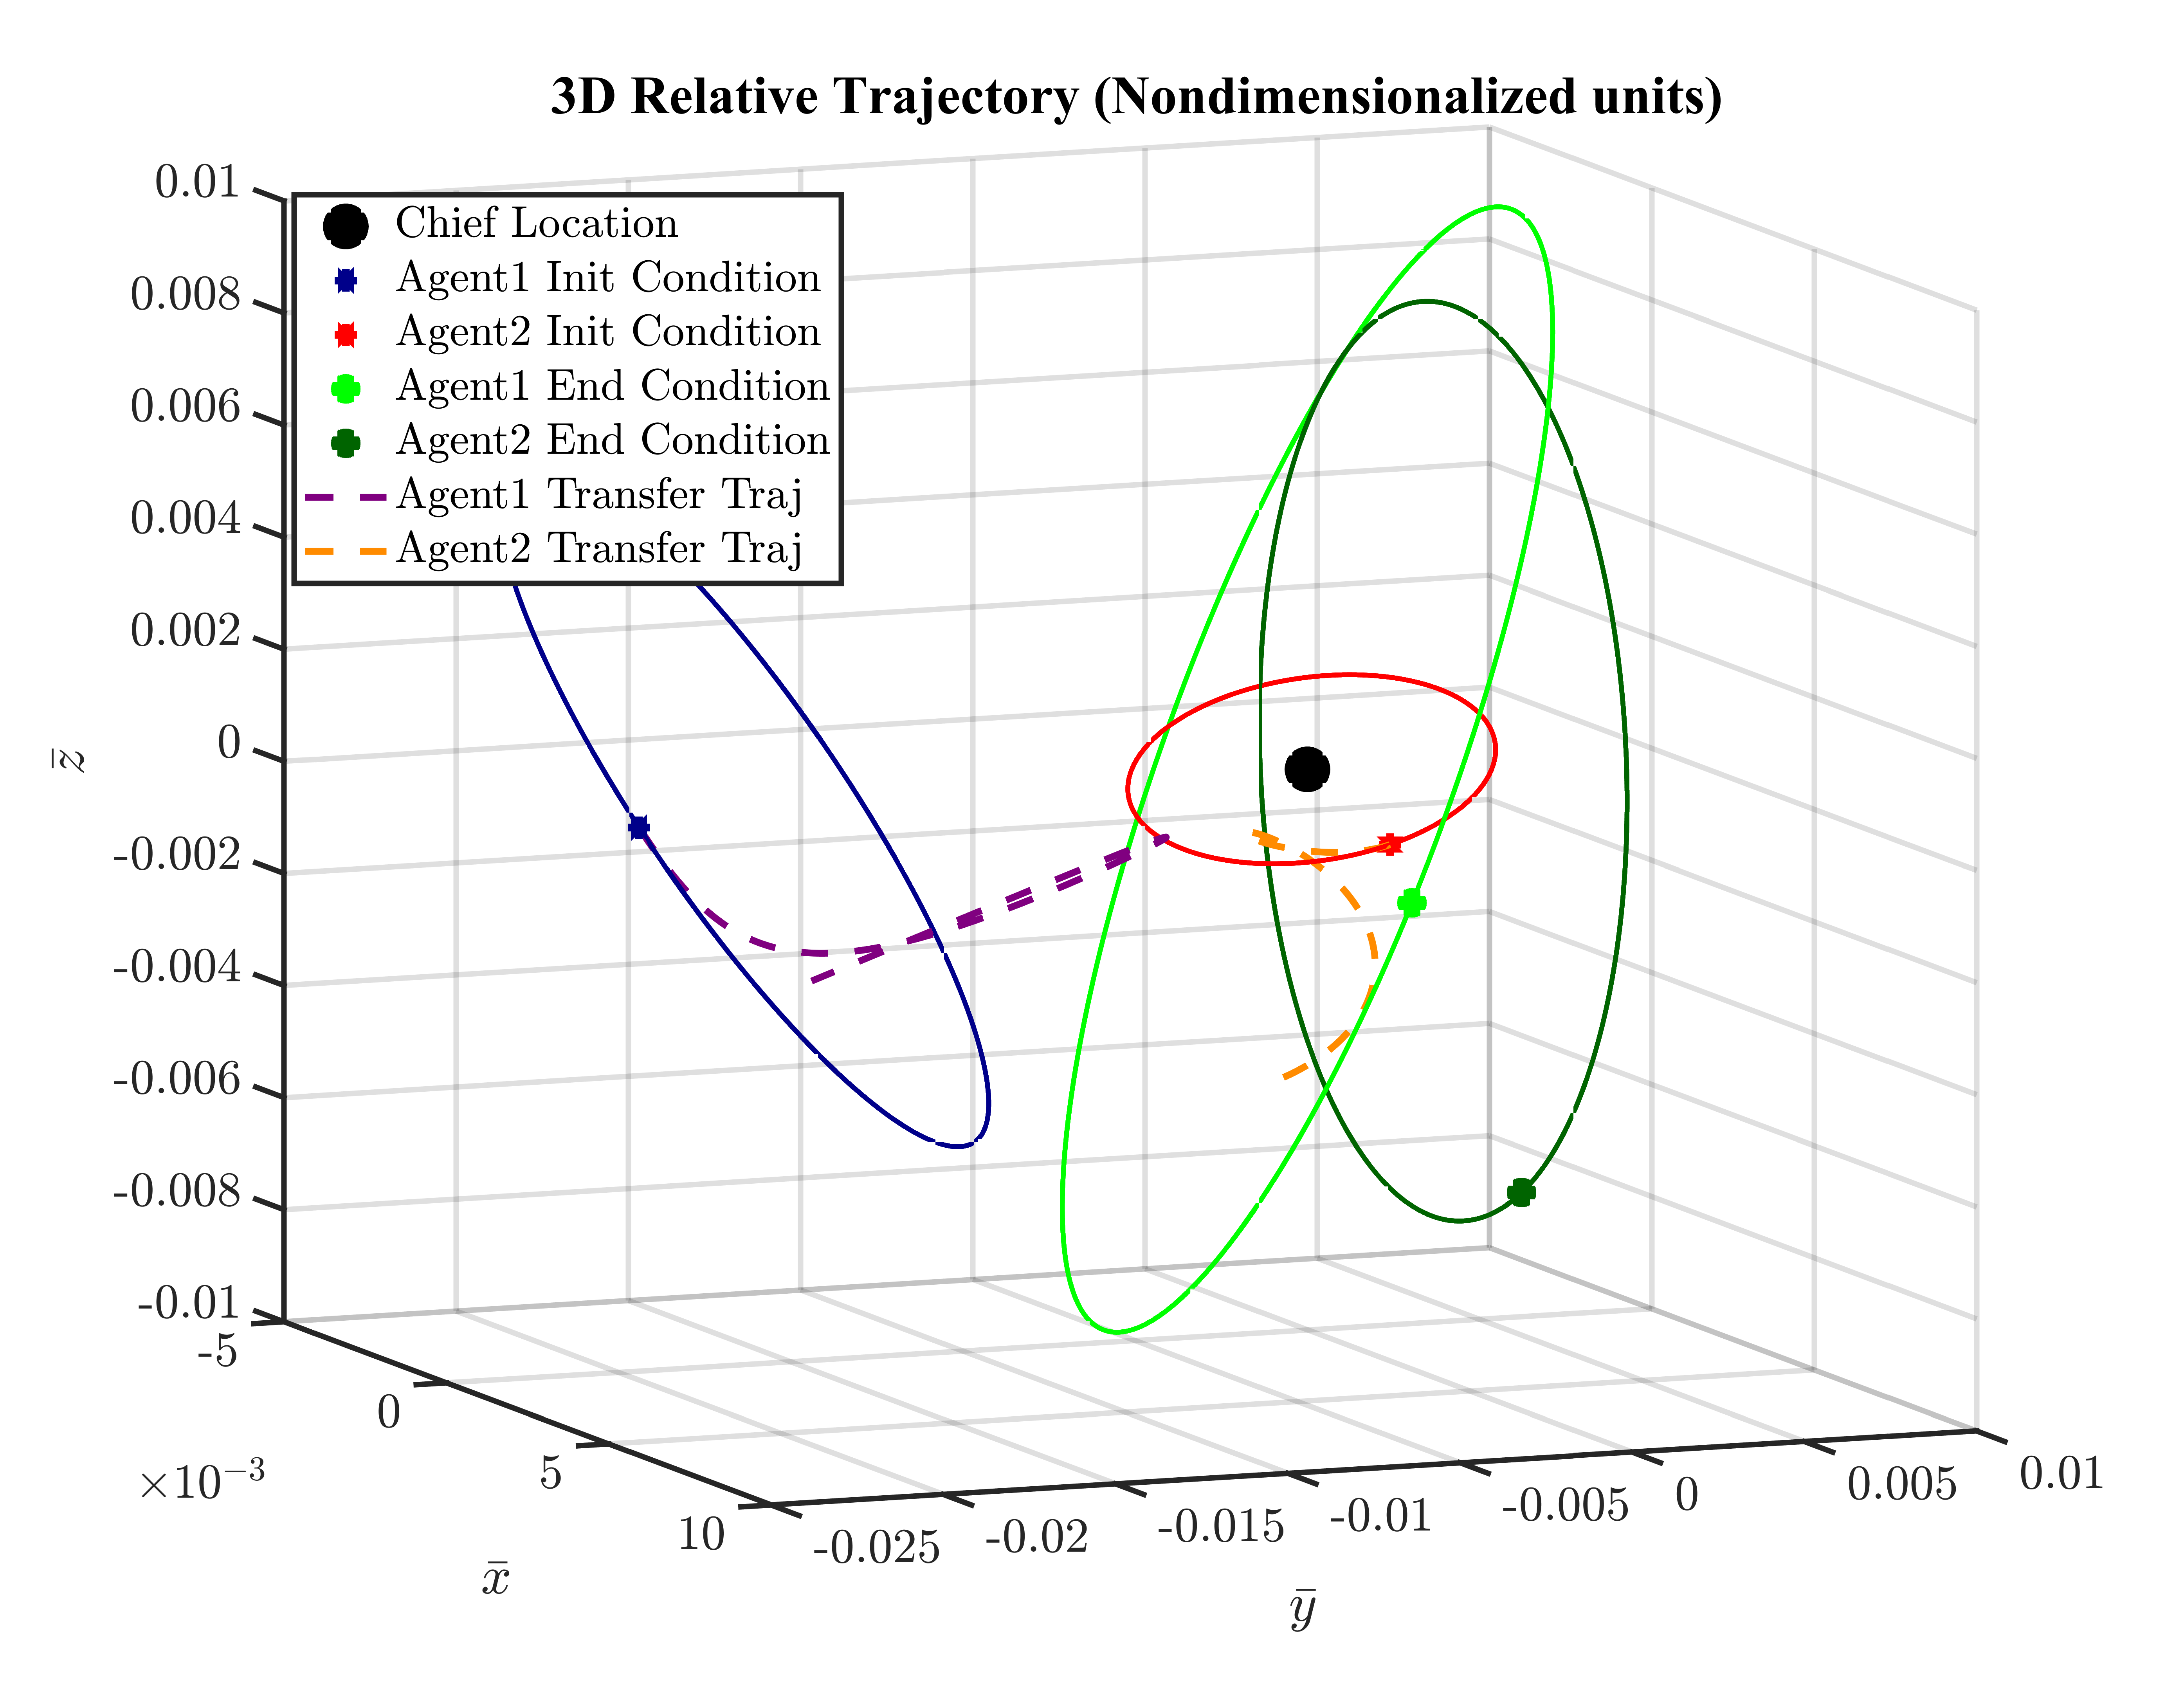 3D Relative Trajectory (Nondimensionalized units)
Chief Location
Agent1 Init Condition
Agent2 Init Condition
Agent1 End Condition
Agent2 End Condition
Agent1 Transfer Traj
Agent2 Transfer Traj
0.01
0.008
0.006
0.004
0.002
0
-0.002
-0.004
-0.006
-0.008
-0.01
z̄
-5
0
5
10
×10⁻³
x̄
-0.025
-0.02
-0.015
-0.01
-0.005
0
0.005
0.01
ȳ